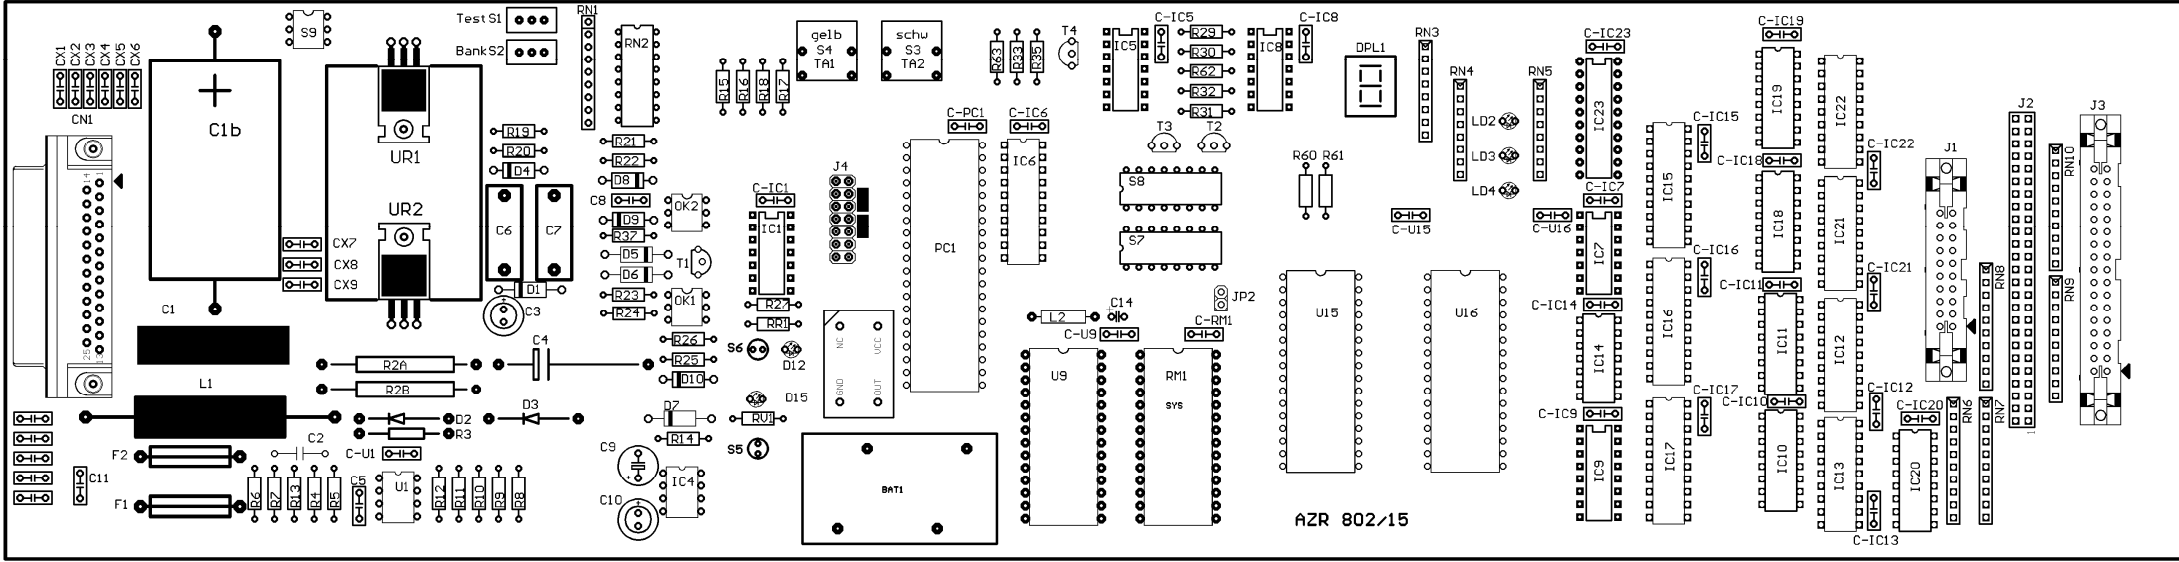 CX1
CX2
CX3
CX4
CX5
CX6
CN1
14
1
25
13
C1b
S9
UR1
UR2
Test S1
Bank S2
RN1
RN2
R19
R20
D4
C6
C7
R21
R22
D8
C8
D9
R37
D5
D6
R23
R24
OK2
T1
OK1
D1
C3
CX7
CX8
CX9
C1
L1
R2A
R2B
C4
R26
R25
D10
D2
R3
D3
D7
R14
F2
F1
C2
C-U1
C11
R6
R7
R13
R4
R5
C5
U1
R12
R11
R10
R9
R8
C9
C10
IC4
R15
R16
R18
R17
gelb
S4
TA1
schw
S3
TA2
J4
C-IC1
IC1
R27
RR1
S6
D12
D15
RV1
S5
NC
VCC
GND
OUT
BAT1
C-PC1
PC1
C-IC6
IC6
R63
R33
R35
T4
C-IC5
IC5
R29
R30
R62
R32
R31
C-IC8
IC8
T3
T2
S8
S7
L2
C14
C-U9
C-RM1
JP2
U9
RM1
SYS
DPL1
R60
R61
RN3
RN4
RN5
LD2
LD3
LD4
C-U15
C-U16
U15
U16
AZR 802/15
C-IC23
IC23
C-IC7
IC7
C-IC14
IC14
C-IC9
IC9
C-IC15
IC15
C-IC16
IC16
C-IC17
IC17
C-IC19
IC19
C-IC18
IC18
C-IC11
IC11
C-IC10
IC10
IC22
C-IC22
IC21
C-IC21
IC12
C-IC12
IC13
C-IC13
C-IC20
IC20
J1
RN8
RN6
RN7
J2
1
RN10
RN9
J3